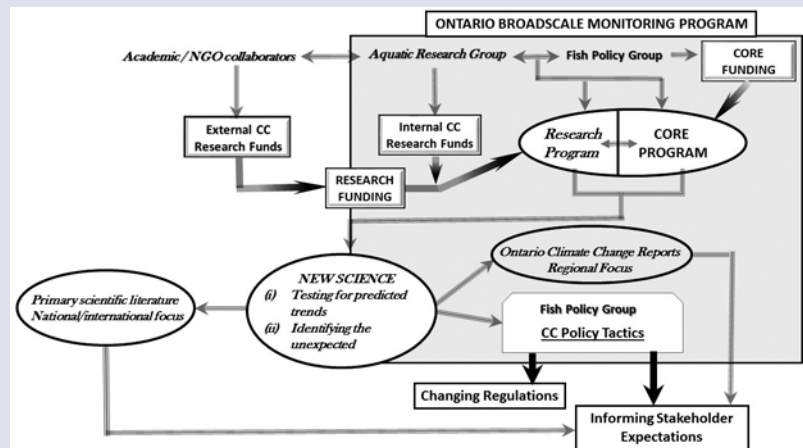 ONTARIO BROADSCALE MONITORING PROGRAM
Academic / NGO collaborators
Aquatic Research Group
Fish Policy Group
CORE
FUNDING
External CC
Research Funds
Internal CC
Research Funds
Research
Program
CORE
PROGRAM
RESEARCH
FUNDING
NEW SCIENCE
(i) Testing for predicted
trends
(ii) Identifying the
unexpected
Ontario Climate Change Reports
Regional Focus
Primary scientific literature
National/international focus
Fish Policy Group
CC Policy Tactics
Changing Regulations
Informing Stakeholder
Expectations